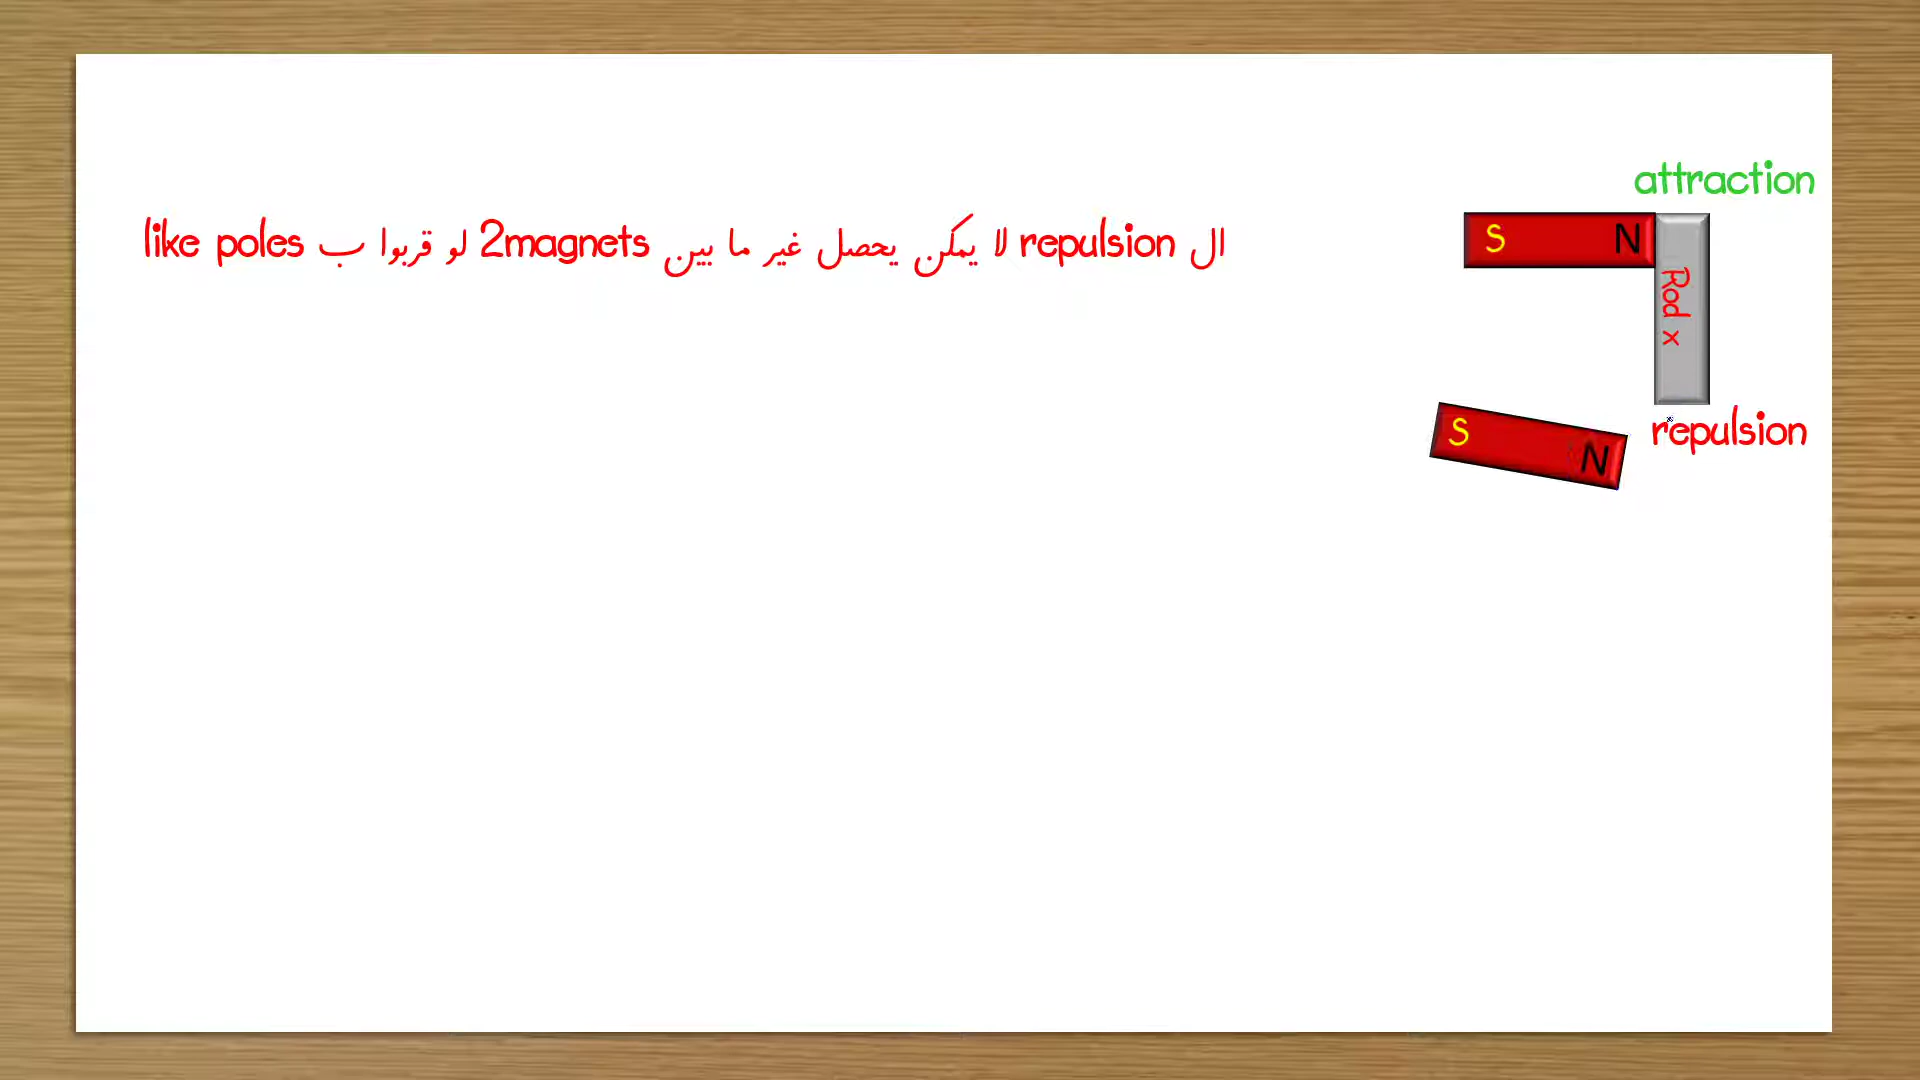 attraction
ال repulsion لا يمكن يحصل غير ما بين 2magnets لو قربوا ب like poles
S N
Rod x
S N
repulsion